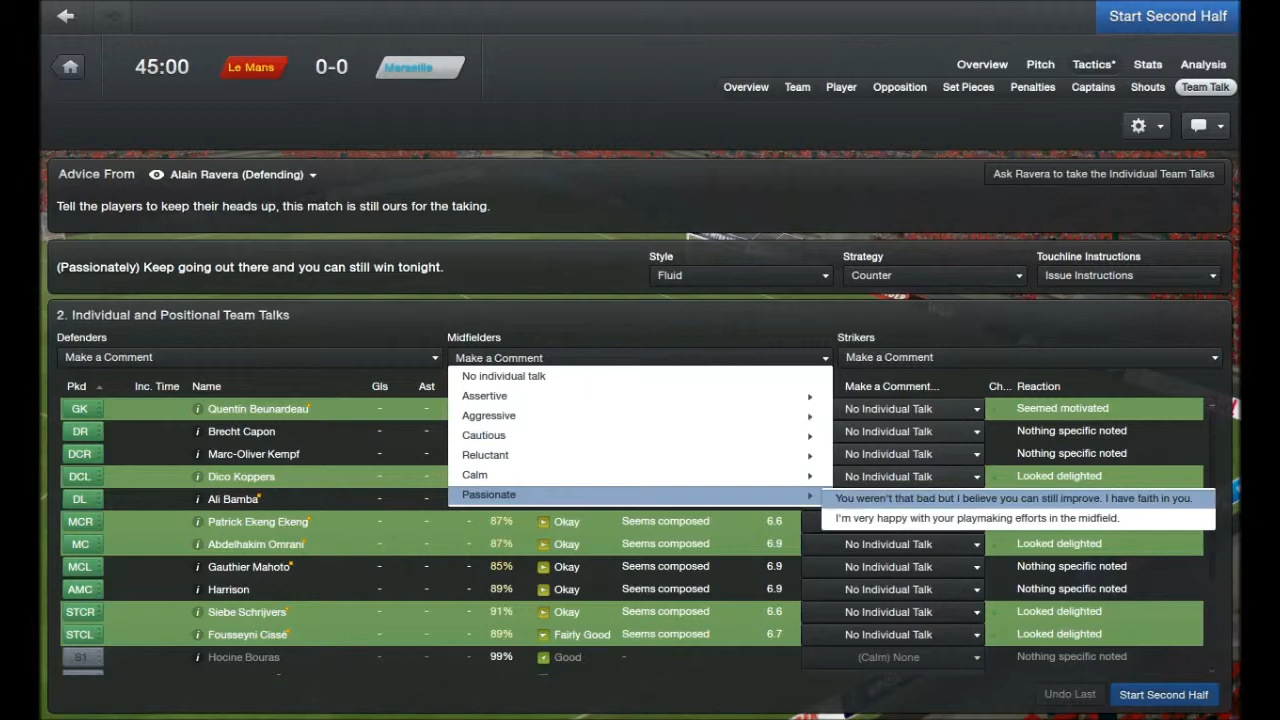 Start Second Half
45:00 Le Mans 0-0 Marseille
Overview Pitch Tactics* Stats Analysis
Overview Team Player Opposition Set Pieces Penalties Captains Shouts Team Talk
Advice From Alain Ravera (Defending) Ask Ravera to take the Individual Team Talks
Tell the players to keep their heads up, this match is still ours for the taking.
Style Strategy Touchline Instructions
(Passionately) Keep going out there and you can still win tonight. Fluid Counter Issue Instructions
2. Individual and Positional Team Talks
Defenders Midfielders Strikers
Make a Comment Make a Comment Make a Comment
No individual talk
Assertive
Aggressive
Cautious
Reluctant
Calm
Passionate
You weren't that bad but I believe you can still improve. I have faith in you.
I'm very happy with your playmaking efforts in the midfield.
Pkd Inc. Time Name Gls Ast Make a Comment... Ch... Reaction
GK i Quentin Beunardeau - - No Individual Talk Seemed motivated
DR i Brecht Capon - - No Individual Talk Nothing specific noted
DCR i Marc-Oliver Kempf - - No Individual Talk Nothing specific noted
DCL i Dico Koppers - - No Individual Talk Looked delighted
DL i Ali Bamba - -
MCR i Patrick Ekeng Ekeng - - - 87% Okay Seems composed 6.6
MC i Abdelhakim Omrani - - - 87% Okay Seems composed 6.9 No Individual Talk Looked delighted
MCL i Gauthier Mahoto - - - 85% Okay Seems composed 6.9 No Individual Talk Nothing specific noted
AMC i Harrison - - - 89% Okay Seems composed 6.9 No Individual Talk Nothing specific noted
STCR i Siebe Schrijvers - - - 91% Okay Seems composed 6.6 No Individual Talk Looked delighted
STCL i Fousseyni Cissé - - - 89% Fairly Good Seems composed 6.7 No Individual Talk Looked delighted
S1 i Hocine Bouras - - - 99% Good - (Calm) None Nothing specific noted
Undo Last Start Second Half